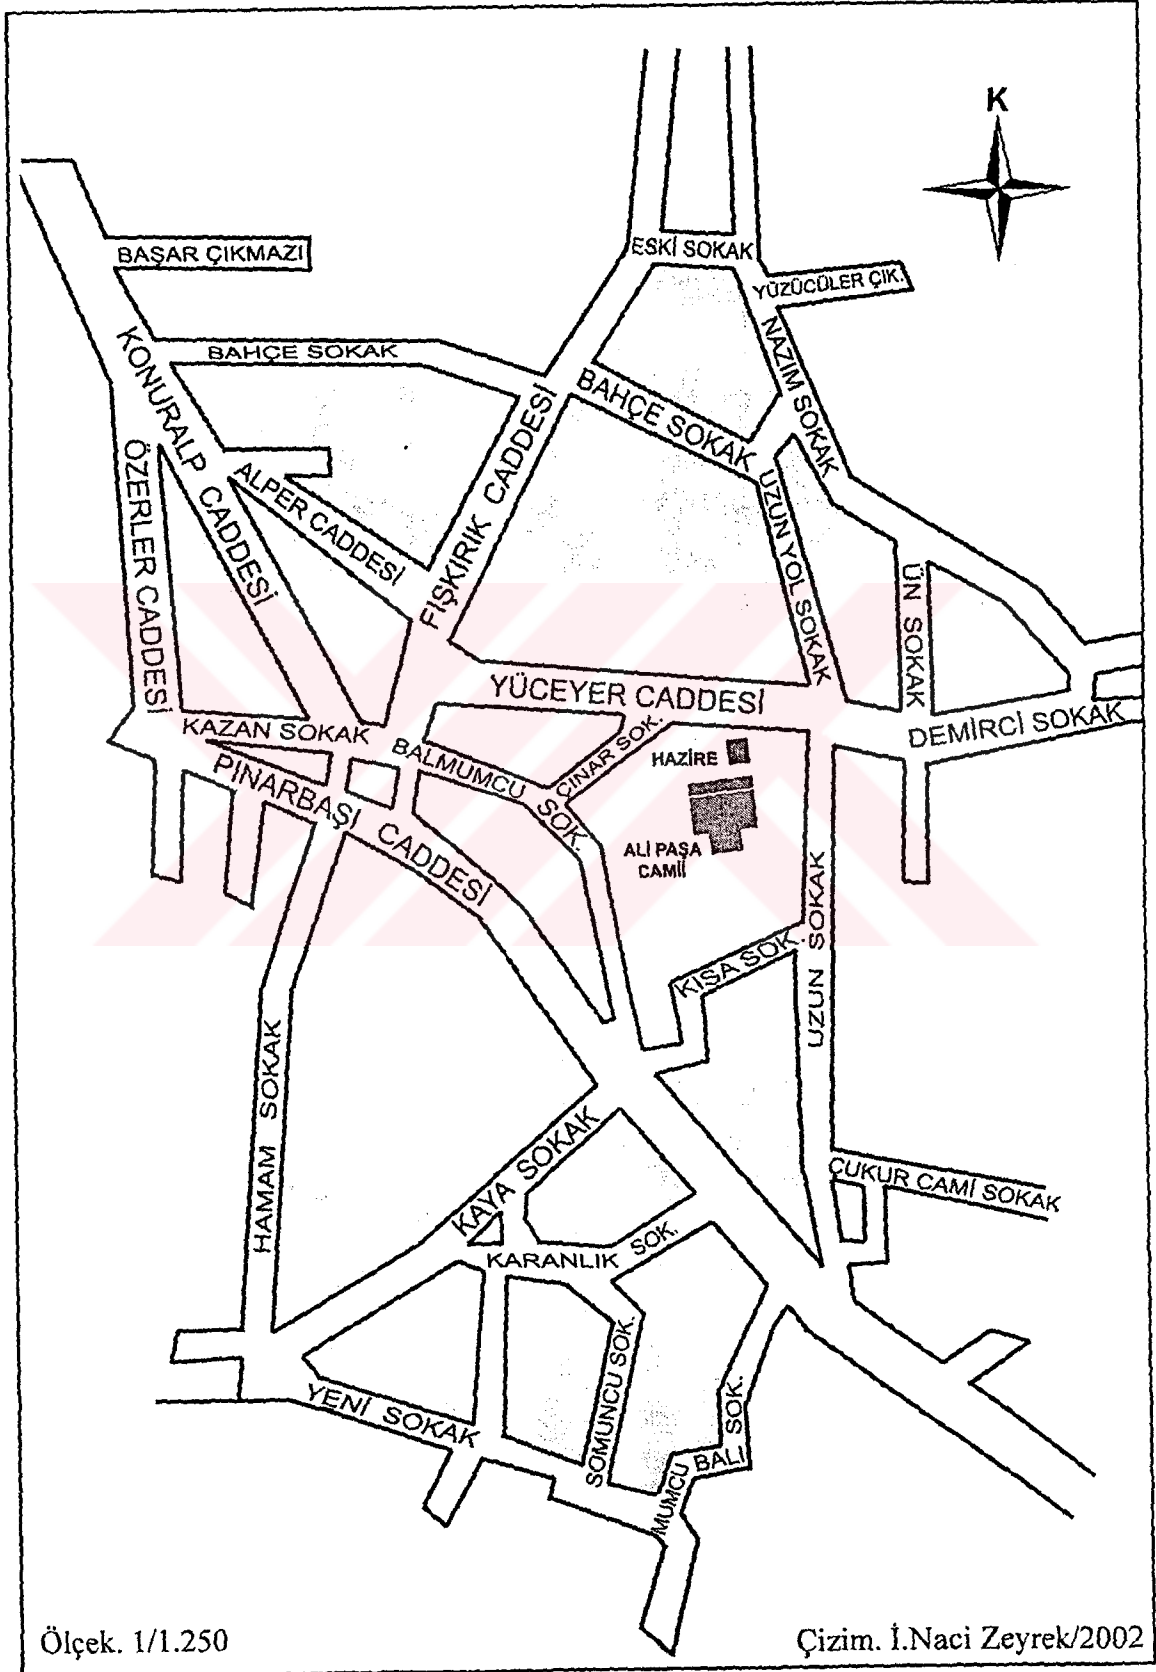 K
ESKİ SOKAK
BAŞAR ÇIKMAZI
YÜZÜCÜLER ÇIK.
KONURALP CADDESİ
BAHÇE SOKAK
NAZIM SOKAK
BAHÇE SOKAK
FIŞKIRIK CADDESİ
ÖZERLER CADDESİ
ALPER CADDESİ
UZUN YOL SOKAK
ÜN SOKAK
YÜCEYER CADDESİ
DEMİRCİ SOKAK
KAZAN SOKAK
BALMUMCU SOK.
ÇINAR SOK.
HAZİRE
PINARBAŞI CADDESİ
ALİ PAŞA
CAMİİ
UZUN SOKAK
KISA SOK.
HAMAM SOKAK
KAYA SOKAK
ÇUKUR CAMİ SOKAK
KARANLIK SOK.
SOMUNCU SOK.
YENİ SOKAK
MUMCU BALI SOK.
Ölçek. 1/1.250
Çizim. İ.Naci Zeyrek/2002